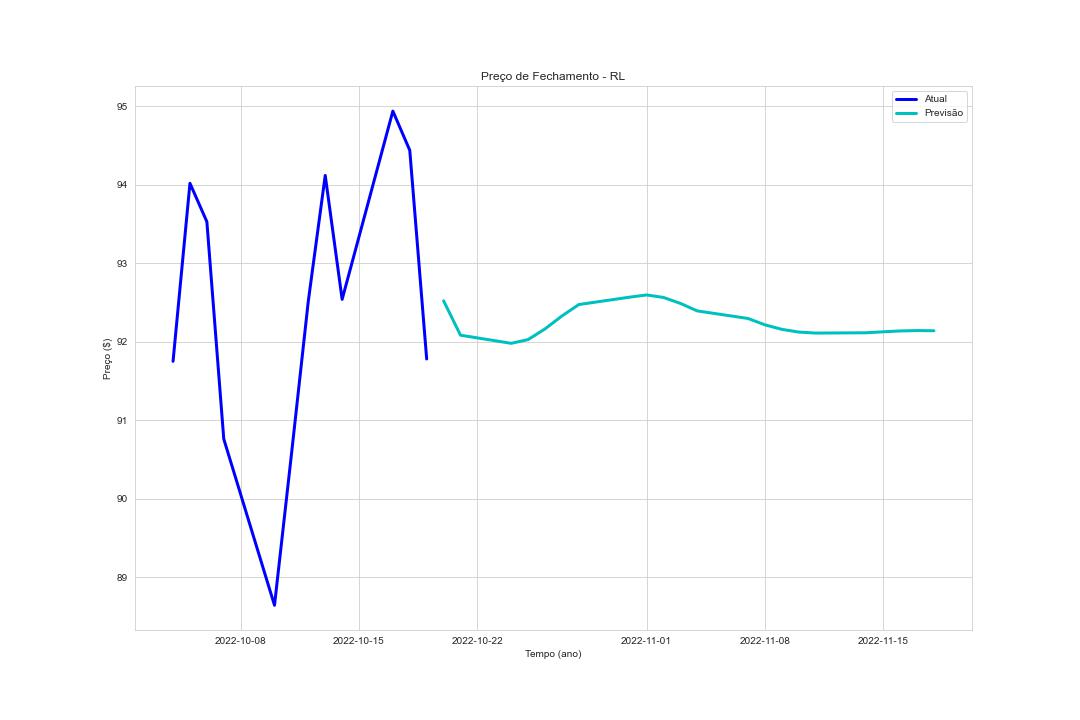 Preço de Fechamento - RL
Atual
Previsão
95
94
93
92
91
90
89
Preço ($)
2022-10-08
2022-10-15
2022-10-22
2022-11-01
2022-11-08
2022-11-15
Tempo (ano)